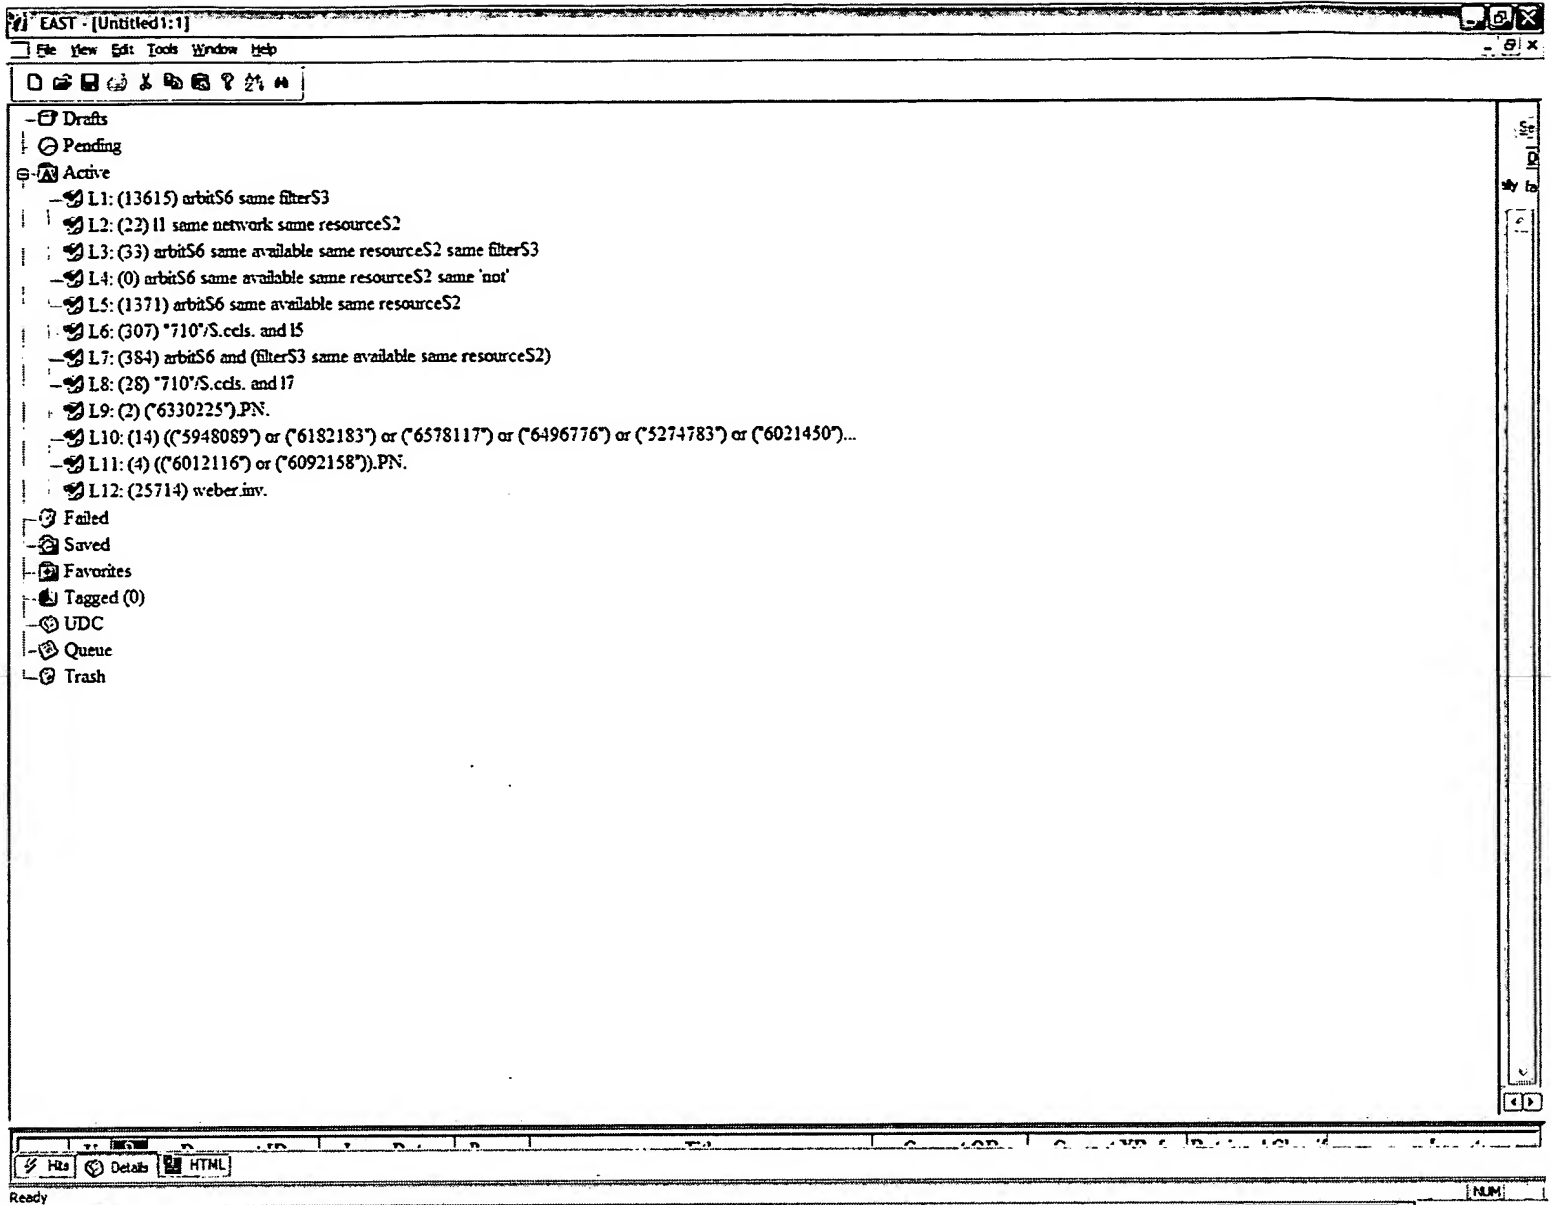 EAST - [Untitled1:1]
File View Edit Tools Window Help
Drafts
Pending
Active
L1: (13615) arbit$6 same filter$3
L2: (22) l1 same network same resource$2
L3: (33) arbit$6 same available same resource$2 same filter$3
L4: (0) arbit$6 same available same resource$2 same 'not'
L5: (1371) arbit$6 same available same resource$2
L6: (307) "710"/$.ccls. and l5
L7: (384) arbit$6 and (filter$3 same available same resource$2)
L8: (28) "710"/$.ccls. and l7
L9: (2) ("6330225").PN.
L10: (14) (("5948089") or ("6182183") or ("6578117") or ("6496776") or ("5274783") or ("6021450")...
L11: (4) (("6012116") or ("6092158")).PN.
L12: (25714) weber.inv.
Failed
Saved
Favorites
Tagged (0)
UDC
Queue
Trash
Hits Details HTML
Ready
NUM